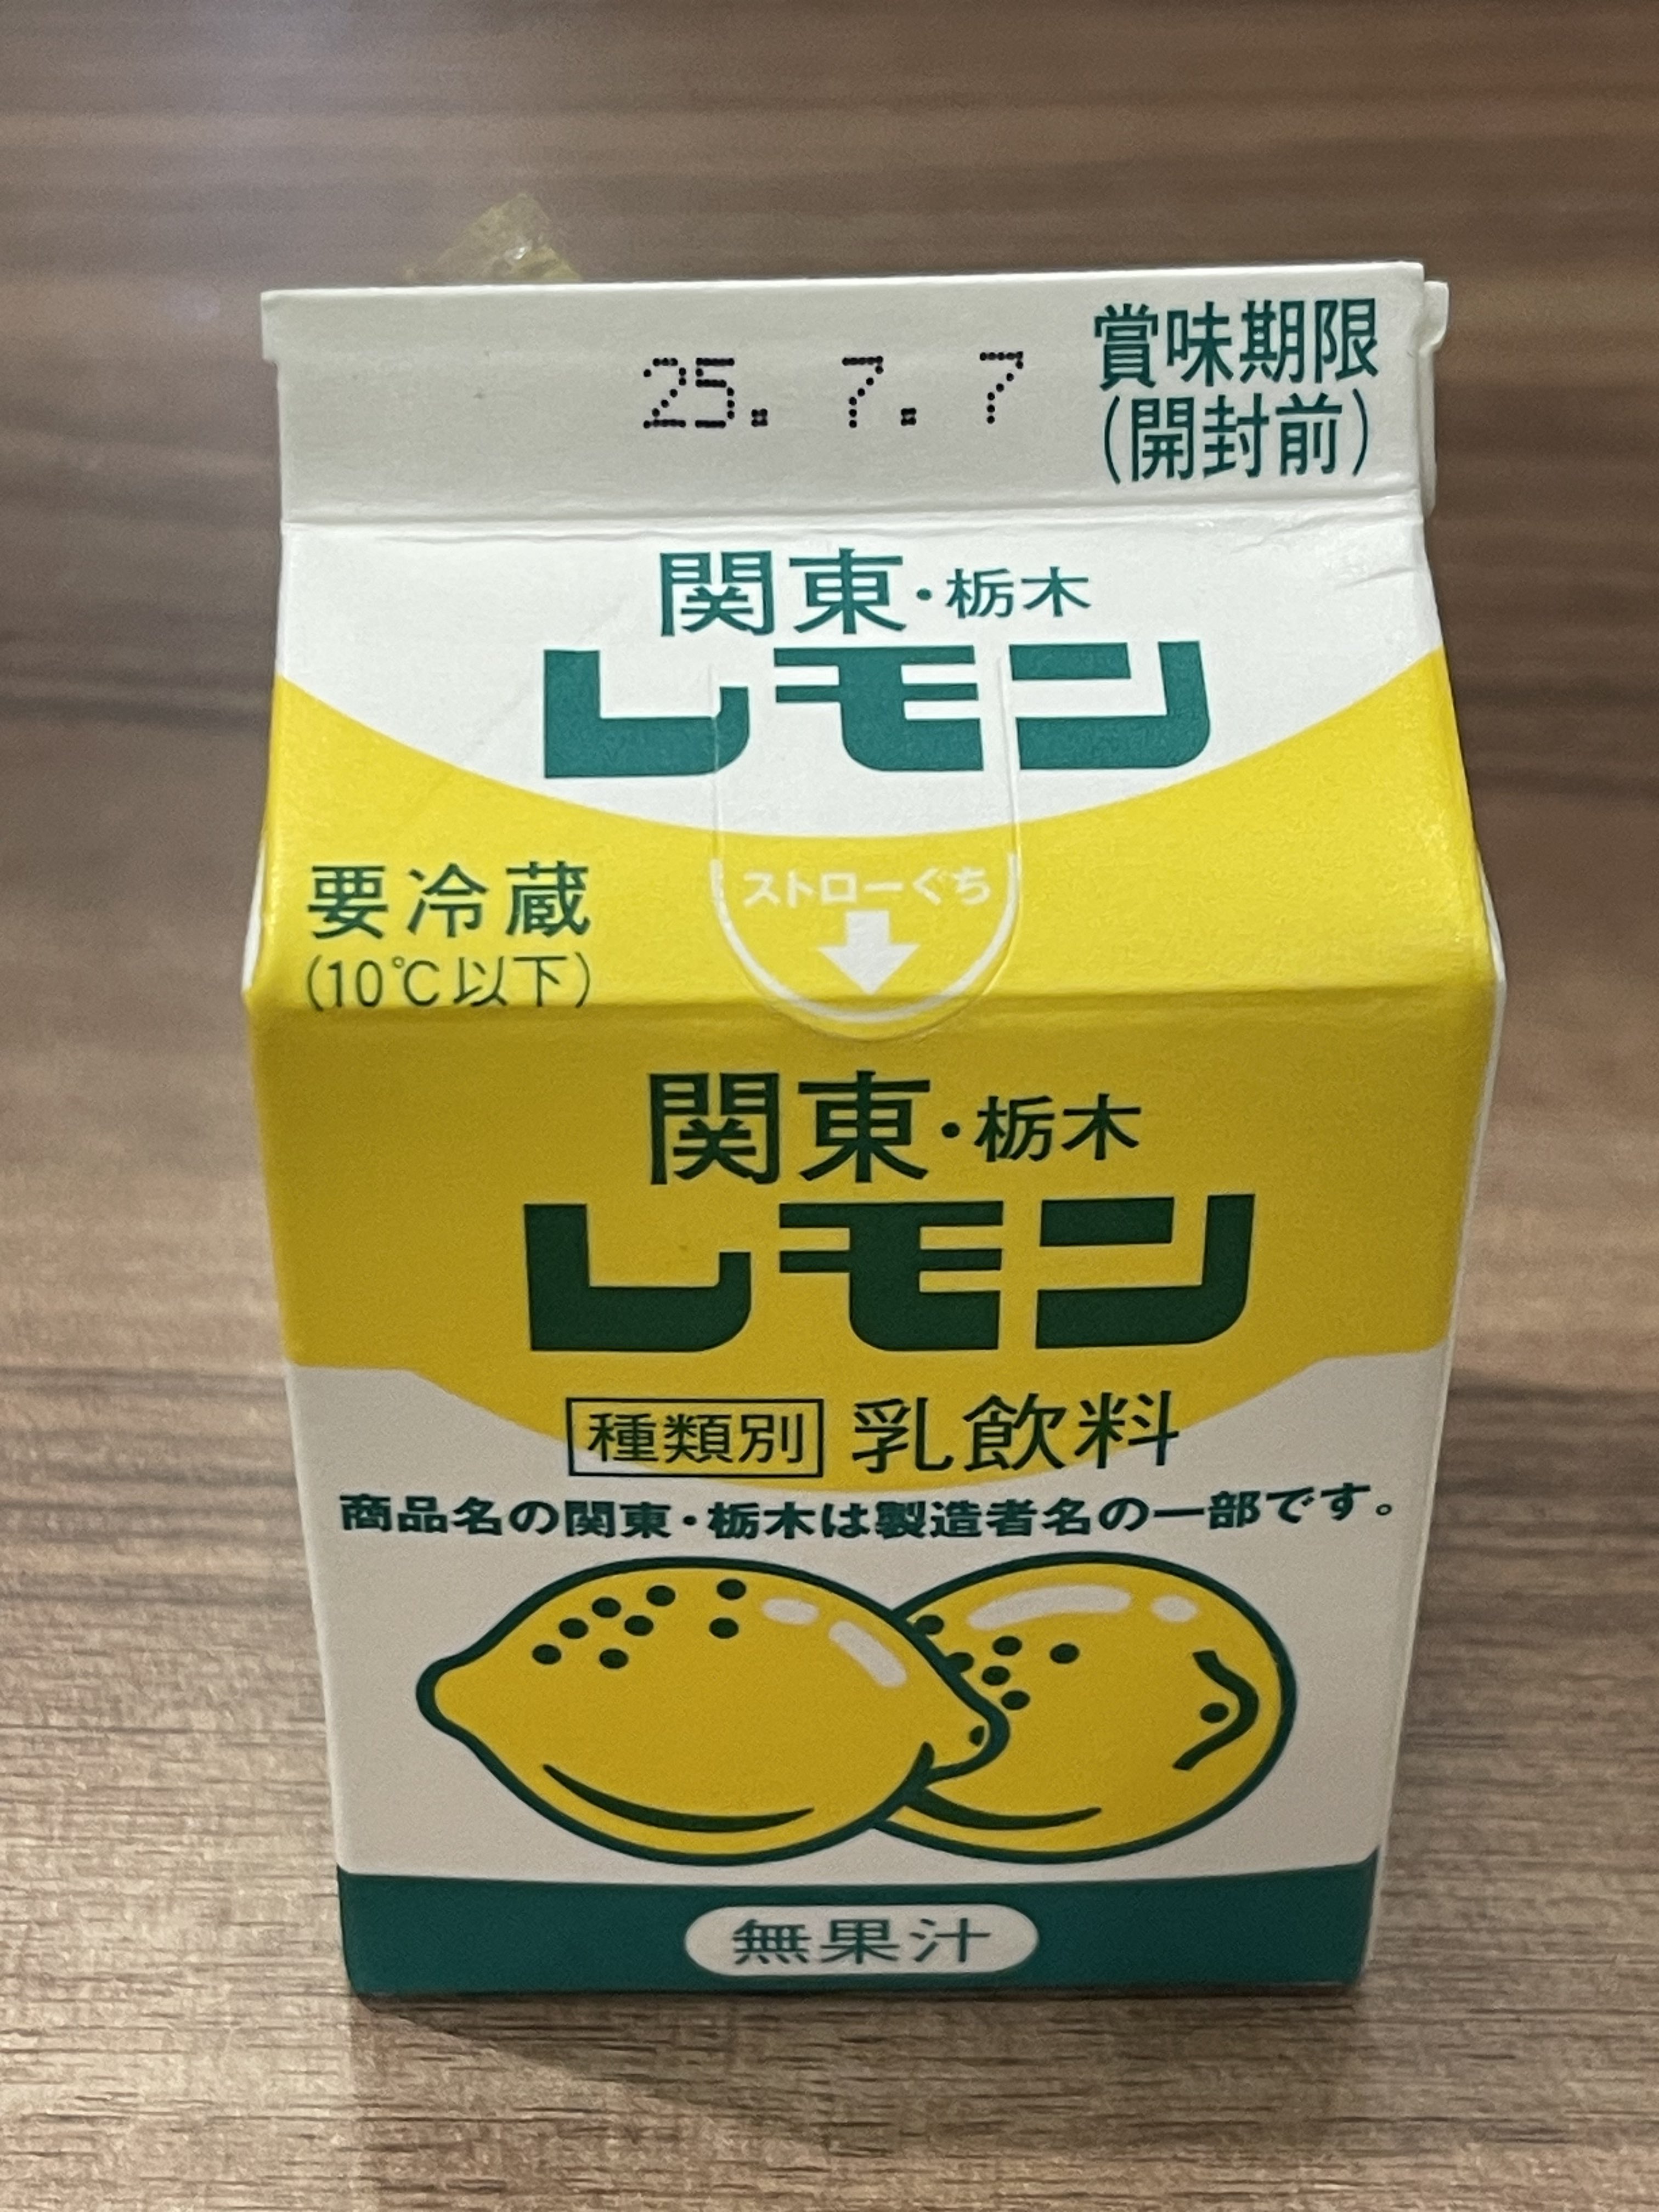 25. 7. 7 賞味期限
(開封前)
関東・栃木
レモン
ストローぐち
要冷蔵
(10℃以下)
関東・栃木
レモン
種類別 乳飲料
商品名の関東・栃木は製造者名の一部です。
無果汁